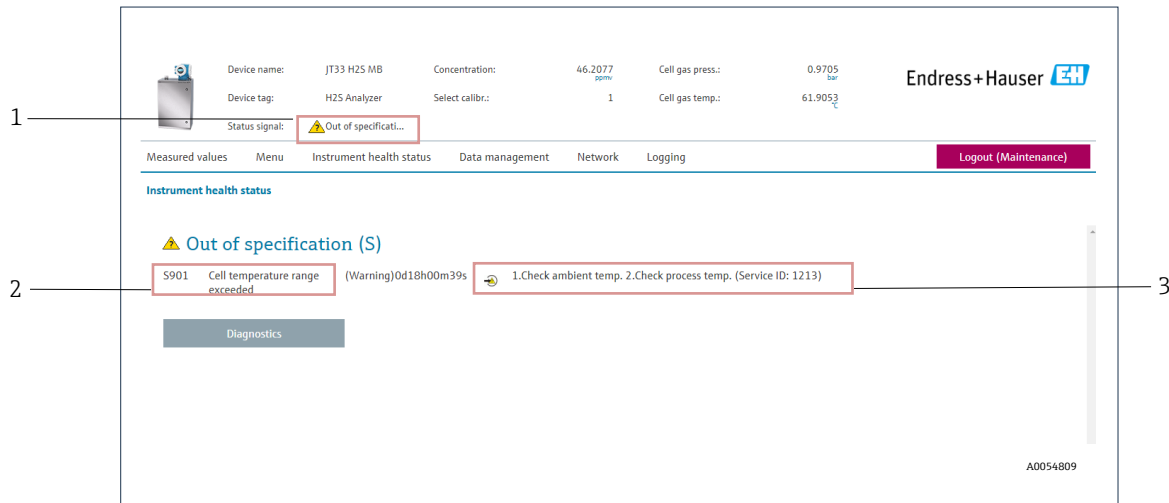 Device name: JT33 H2S MB Concentration: 46.2077 ppmv Cell gas press.: 0.9705 bar
Endress+Hauser EH
Device tag: H2S Analyzer Select calibr.: 1 Cell gas temp.: 61.9053 °C
1
Status signal: Out of specificati...
Measured values Menu Instrument health status Data management Network Logging Logout (Maintenance)
Instrument health status
Out of specification (S)
2
S901 Cell temperature range (Warning)0d18h00m39s 1.Check ambient temp. 2.Check process temp. (Service ID: 1213)
exceeded
3
Diagnostics
A0054809